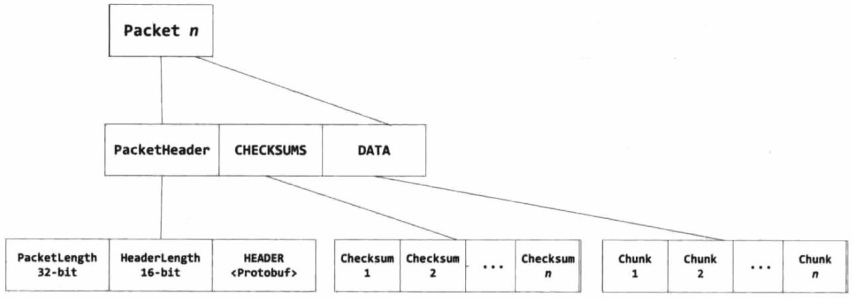 Packet n
PacketHeader
CHECKSUMS
DATA
PacketLength
32-bit
HeaderLength
16-bit
HEADER
<Protobuf>
Checksum
1
Checksum
2
...
Checksum
n
Chunk
1
Chunk
2
...
Chunk
n